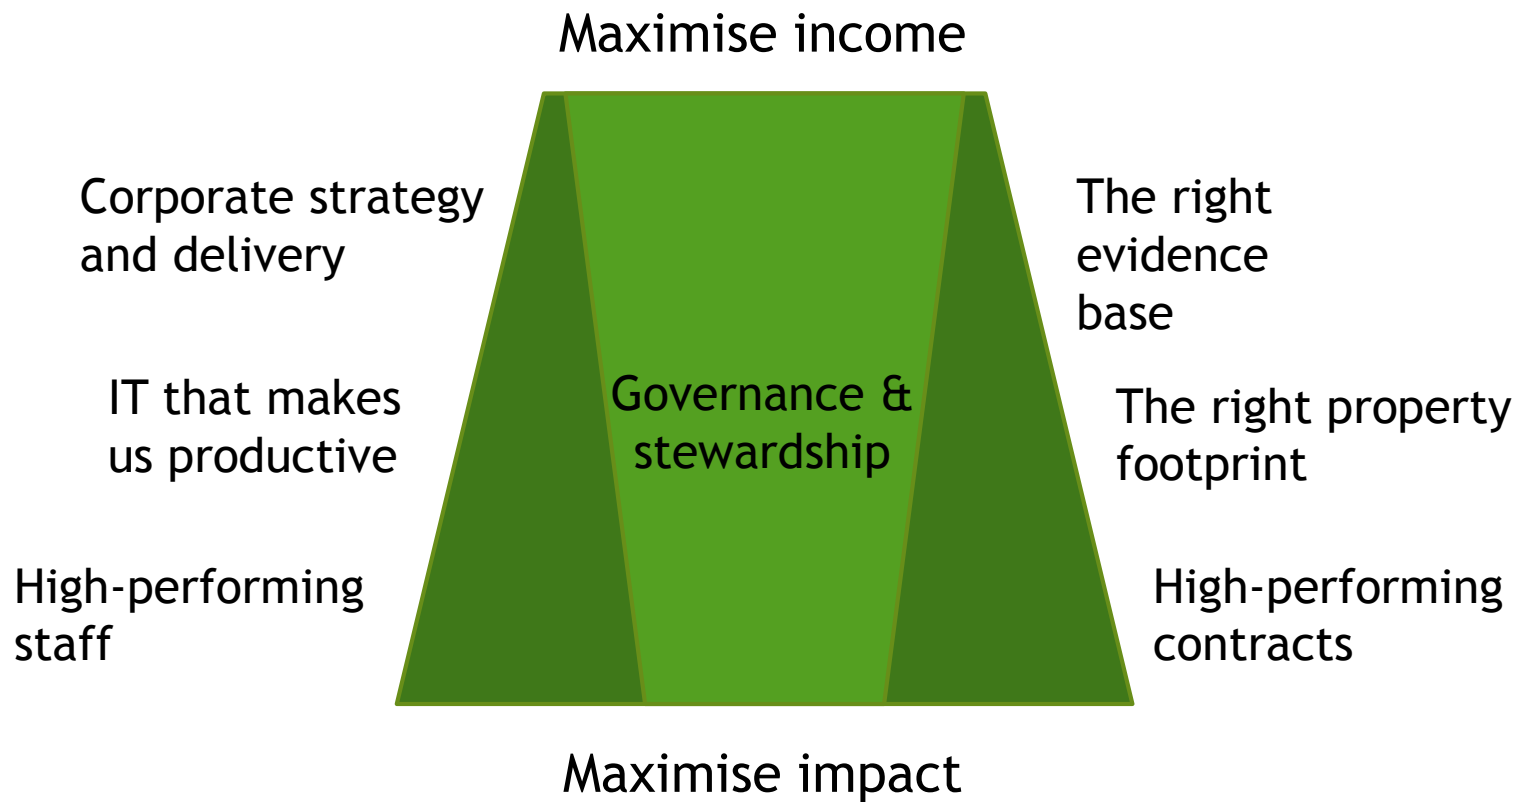 Maximise income
Corporate strategy
and delivery
The right
evidence
base
IT that makes
us productive
Governance &
stewardship
The right property
footprint
High-performing
staff
High-performing
contracts
Maximise impact